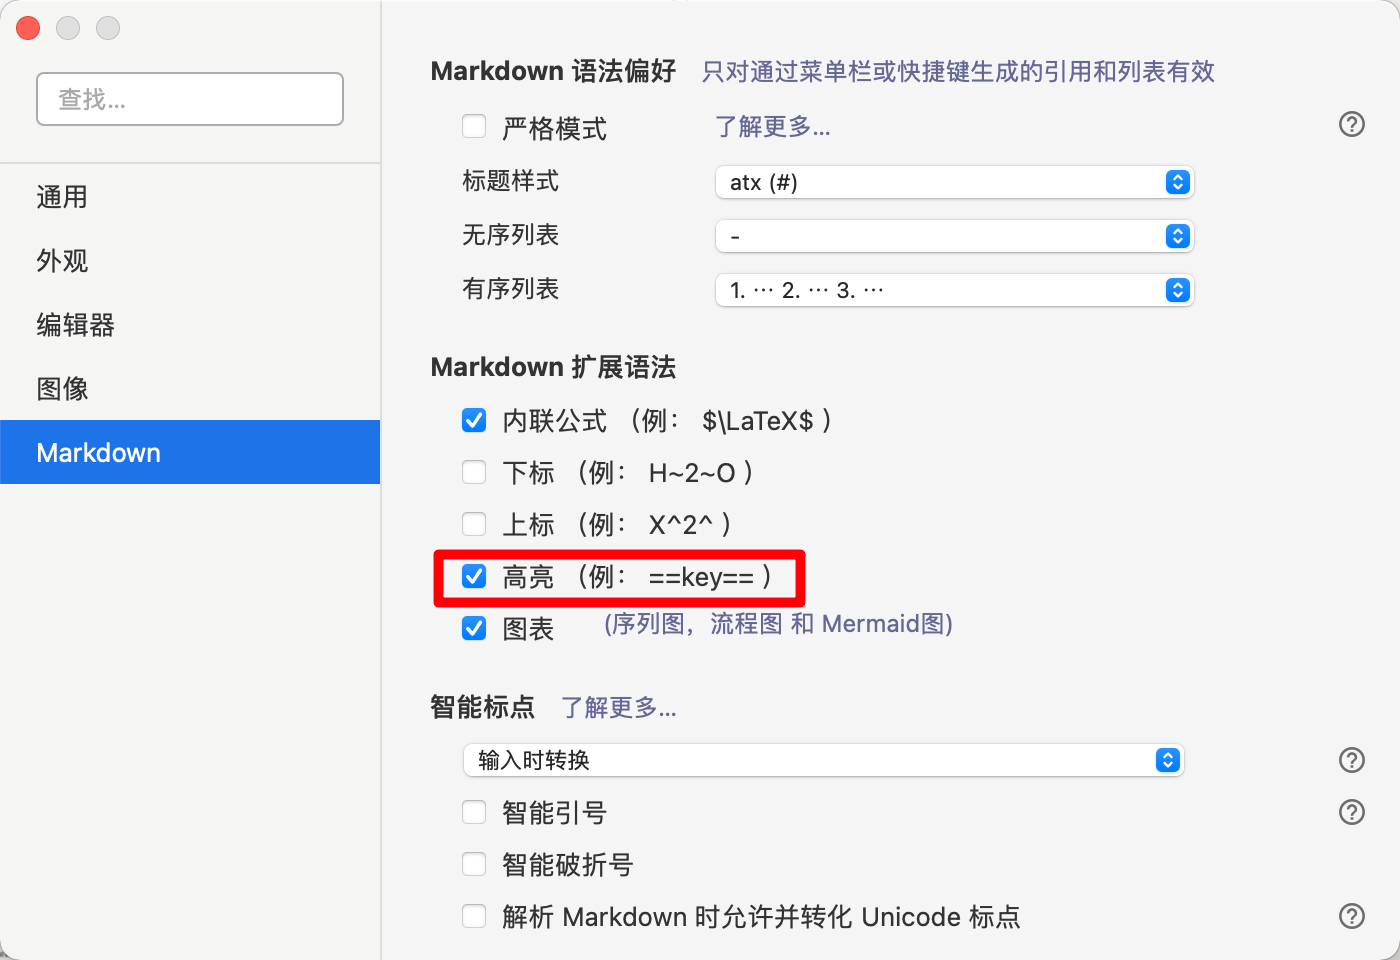 查找...
通用
外观
编辑器
图像
Markdown
Markdown 语法偏好 只对通过菜单栏或快捷键生成的引用和列表有效
严格模式 了解更多...
标题样式 atx (#)
无序列表 -
有序列表 1. ··· 2. ··· 3. ···
Markdown 扩展语法
内联公式 （例： $\LaTeX$ ）
下标 （例： H~2~O ）
上标 （例： X^2^ ）
高亮 （例： ==key== ）
图表 (序列图，流程图 和 Mermaid图)
智能标点 了解更多...
输入时转换
智能引号
智能破折号
解析 Markdown 时允许并转化 Unicode 标点